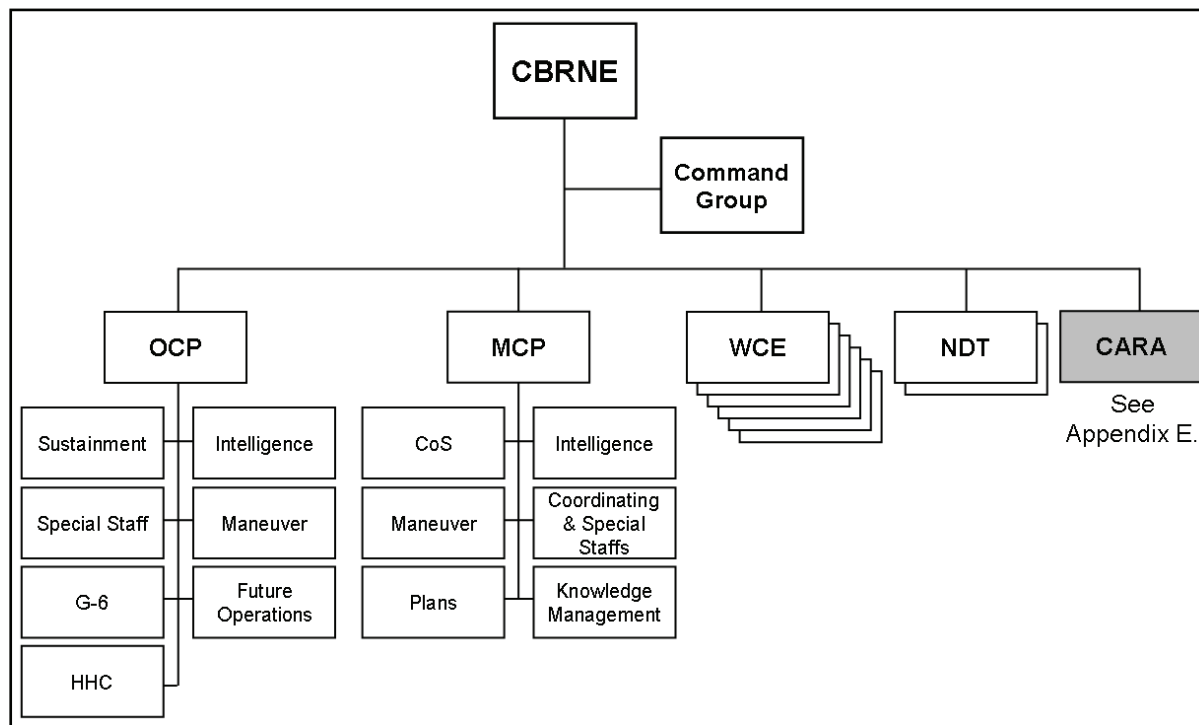 CBRNE
Command
Group
OCP
MCP
WCE
NDT
CARA
See
Appendix E.
Sustainment
Intelligence
Special Staff
Maneuver
G-6
Future
Operations
HHC
CoS
Intelligence
Maneuver
Coordinating
& Special
Staffs
Plans
Knowledge
Management